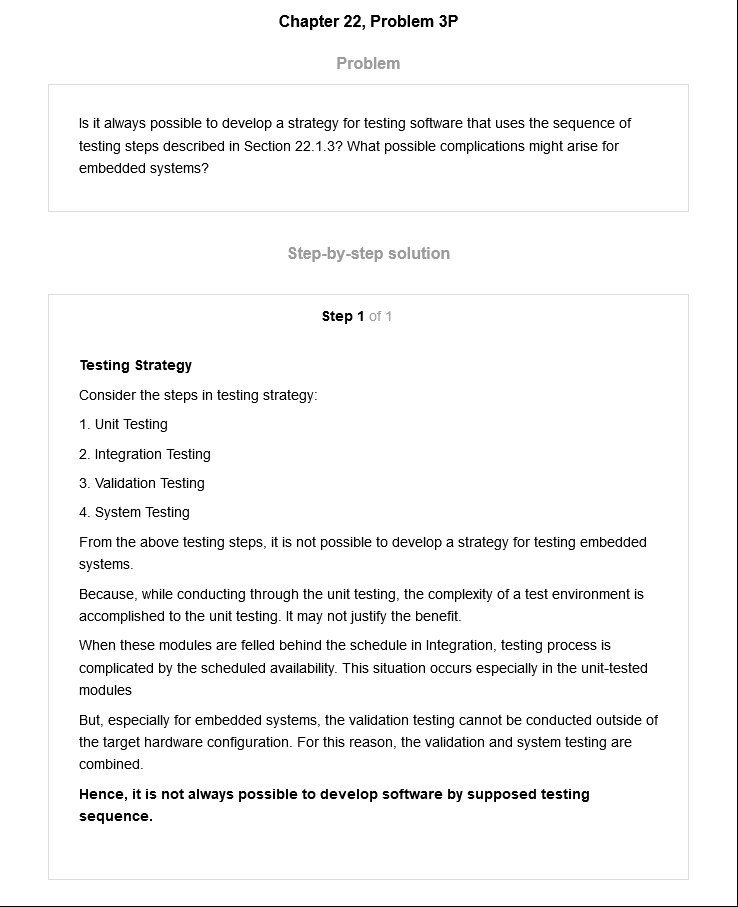 Chapter 22, Problem 3P
Problem
Is it always possible to develop a strategy for testing software that uses the sequence of
testing steps described in Section 22.1.3? What possible complications might arise for
embedded systems?
Step-by-step solution
Step 1 of 1
Testing Strategy
Consider the steps in testing strategy:
1. Unit Testing
2. Integration Testing
3. Validation Testing
4. System Testing
From the above testing steps, it is not possible to develop a strategy for testing embedded
systems.
Because, while conducting through the unit testing, the complexity of a test environment is
accomplished to the unit testing. It may not justify the benefit.
When these modules are felled behind the schedule in Integration, testing process is
complicated by the scheduled availability. This situation occurs especially in the unit-tested
modules
But, especially for embedded systems, the validation testing cannot be conducted outside of
the target hardware configuration. For this reason, the validation and system testing are
combined.
Hence, it is not always possible to develop software by supposed testing
sequence.